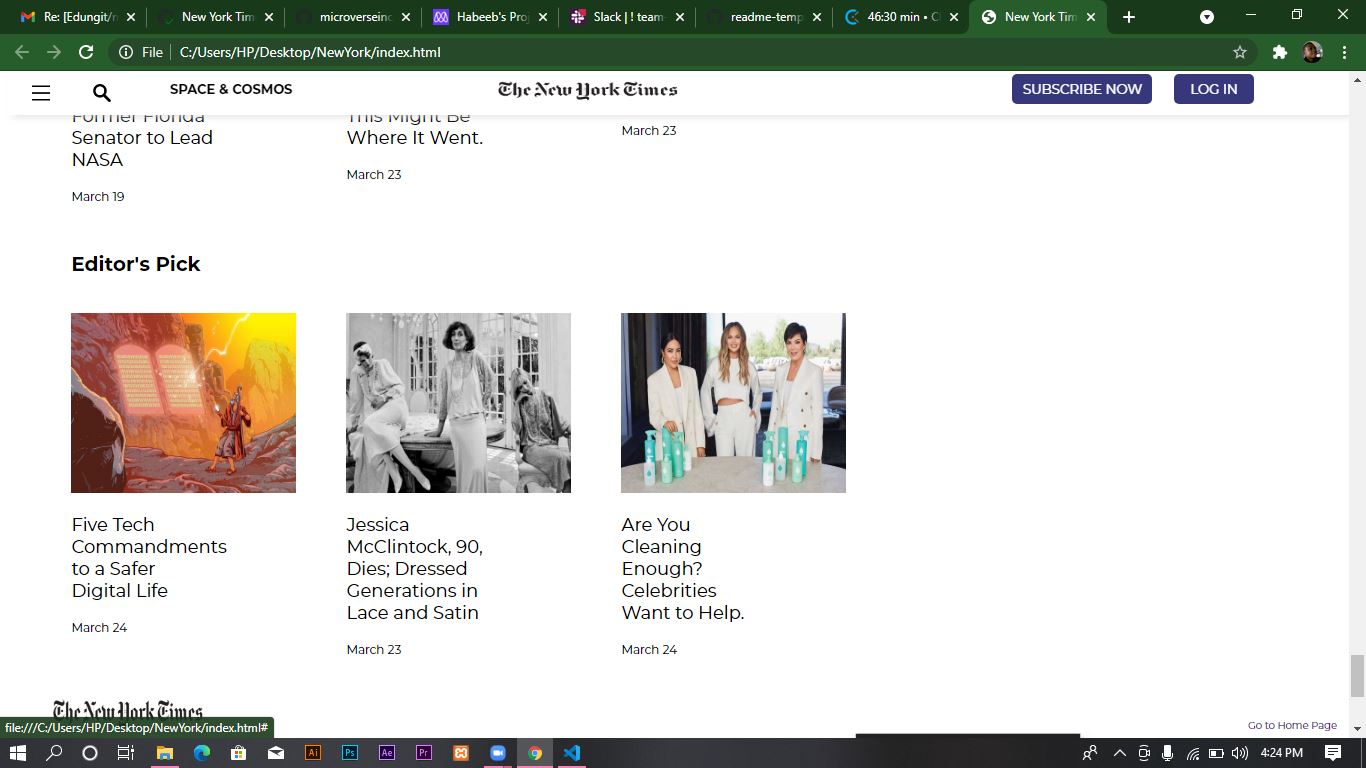 Re: [Edungit/n
New York Tim
microverseinc
Habeeb's Proj
Slack | ! team-
readme-temp
46:30 min • Cl
New York Tim
File
C:/Users/HP/Desktop/NewYork/index.html
SPACE & COSMOS
The New York Times
SUBSCRIBE NOW
LOG IN
Former Florida
Senator to Lead
NASA
March 19
This Might Be
Where It Went.
March 23
March 23
Editor's Pick
Five Tech
Commandments
to a Safer
Digital Life
March 24
Jessica
McClintock, 90,
Dies; Dressed
Generations in
Lace and Satin
March 23
Are You
Cleaning
Enough?
Celebrities
Want to Help.
March 24
The New York Times
file:///C:/Users/HP/Desktop/NewYork/index.html#
Go to Home Page
Ai
Ps
Ae
Pr
4:24 PM